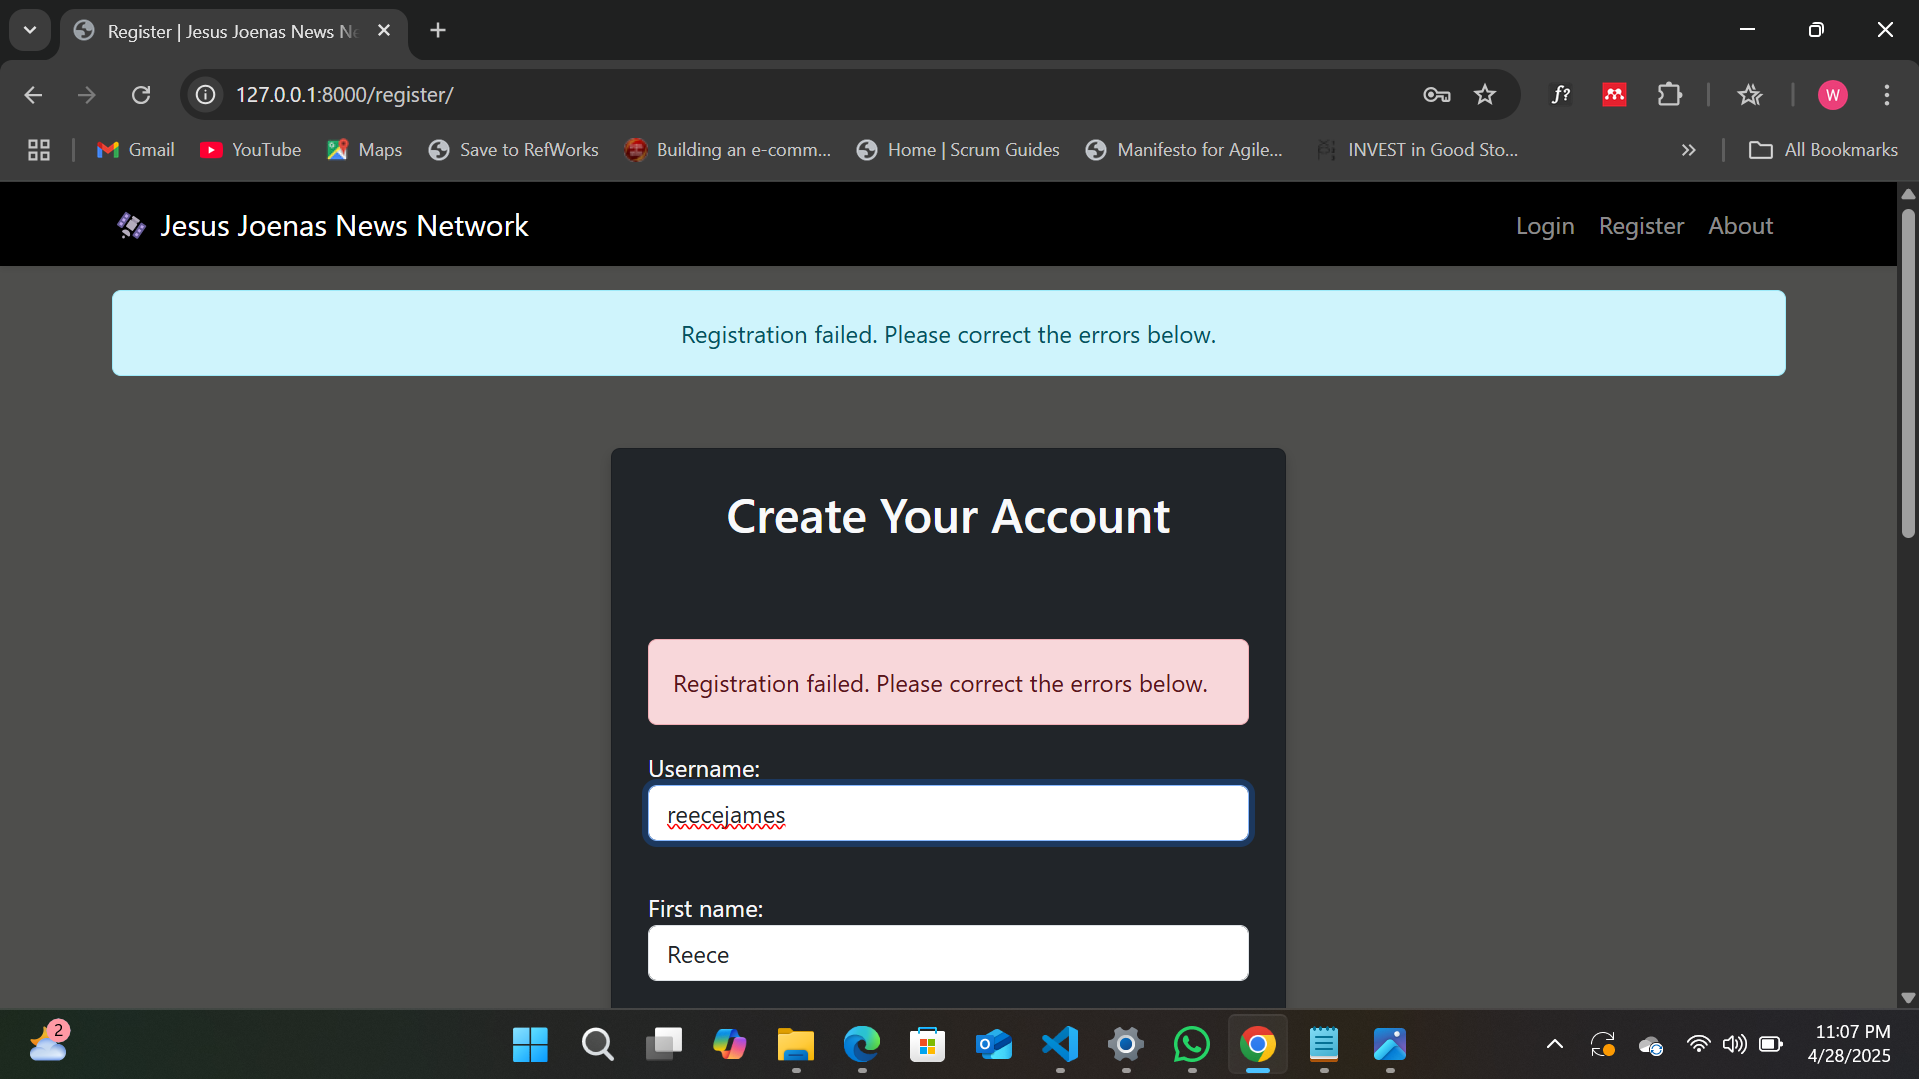 Register | Jesus Joenas News Ne
127.0.0.1:8000/register/
f?
W
Gmail
YouTube
Maps
Save to RefWorks
Building an e-comm...
Home | Scrum Guides
Manifesto for Agile...
INVEST in Good Sto...
All Bookmarks
Jesus Joenas News Network
Login
Register
About
Registration failed. Please correct the errors below.
Create Your Account
Registration failed. Please correct the errors below.
Username:
reecejames
First name:
Reece
2
11:07 PM
4/28/2025